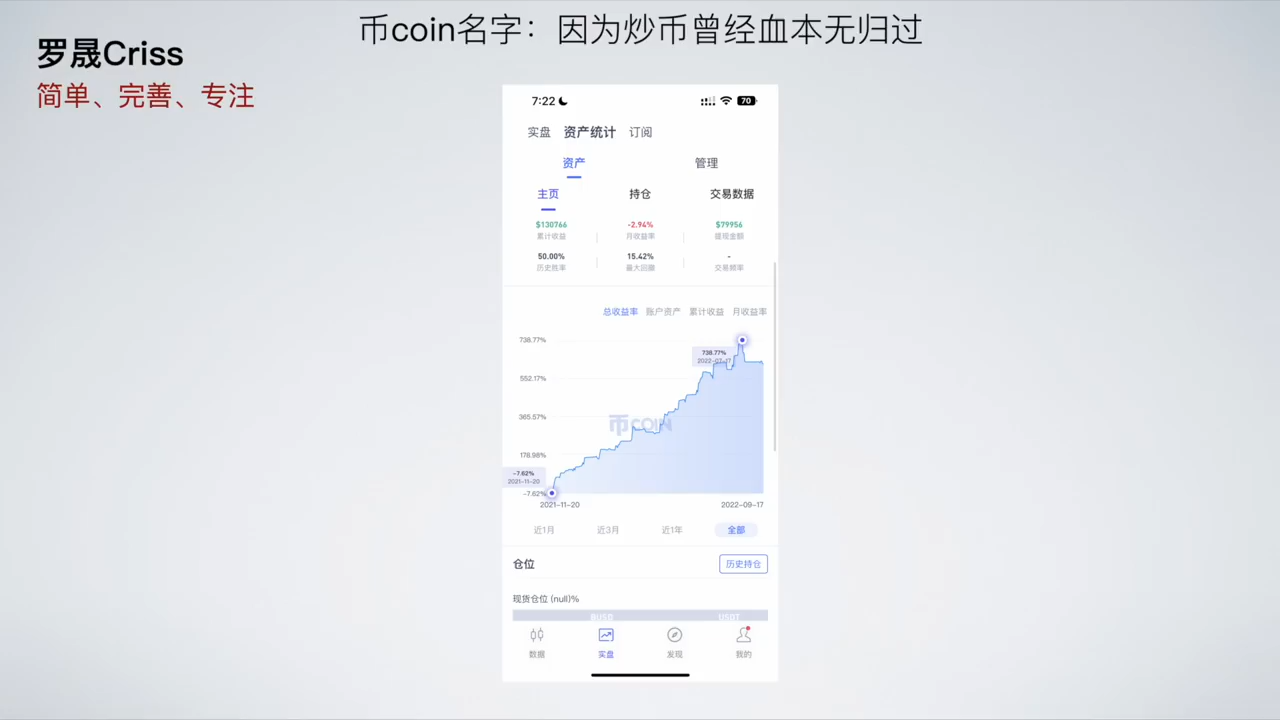 币coin名字：因为炒币曾经血本无归过
罗晟Criss
简单、完善、专注
7:22
70
实盘 资产统计 订阅
资产 管理
主页 持仓 交易数据
$130766 -2.94% $79956
累计收益 月收益率 提现金额
50.00% 15.42% -
历史胜率 最大回撤 交易频率
总收益率 账户资产 累计收益 月收益率
738.77%
738.77%
2022-07-17
552.17%
365.57%
币COIN
178.98%
-7.62%
2021-11-20
-7.62%
2021-11-20 2022-09-17
近1月 近3月 近1年 全部
仓位 历史持仓
现货仓位 (null)%
BUSD USDT
数据 实盘 发现 我的